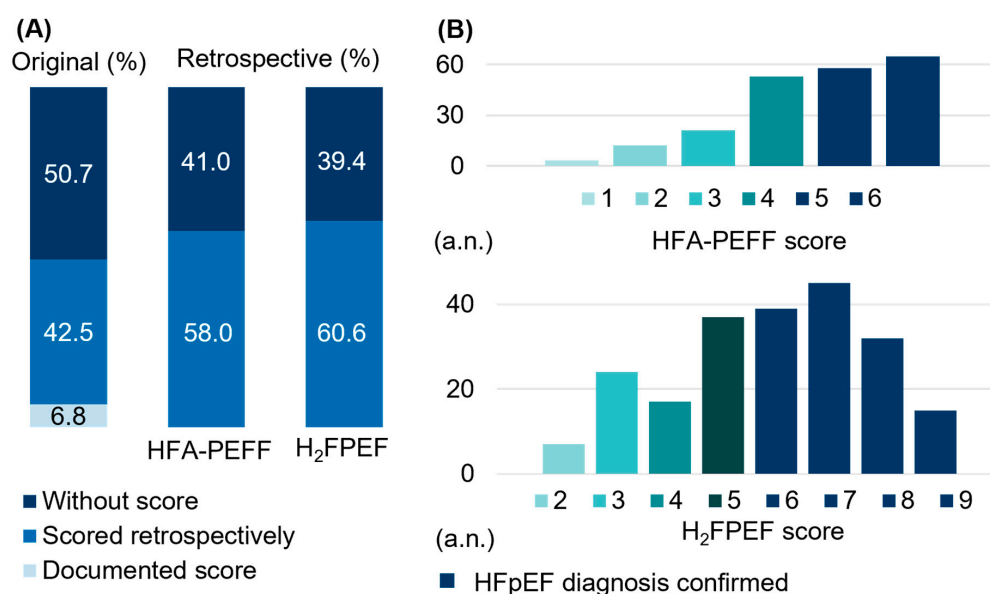 (A)
Original (%)
Retrospective (%)
50.7
41.0
39.4
42.5
58.0
60.6
6.8
HFA-PEFF
H₂FPEF
Without score
Scored retrospectively
Documented score
(B)
60
30
0
1 2 3 4 5 6
(a.n.)
HFA-PEFF score
40
20
0
2 3 4 5 6 7 8 9
H₂FPEF score
(a.n.)
HFpEF diagnosis confirmed